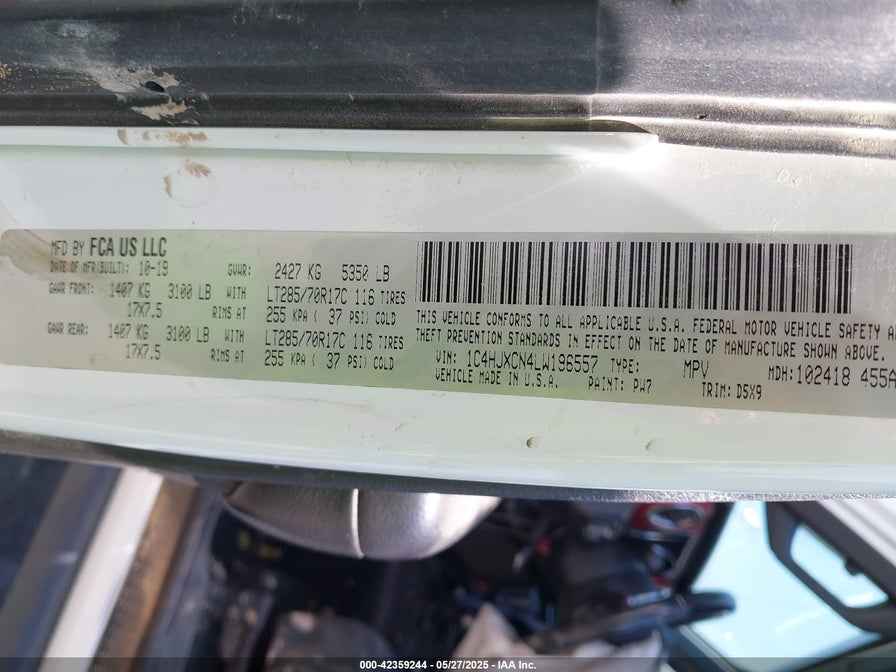 MFD BY FCA US LLC
DATE OF MFR(BUILT): 10-19 GVWR: 2427 KG 5350 LB
GAWR FRONT: 1407 KG 3100 LB WITH LT285/70R17C 116 TIRES
17X7.5 RIMS AT 255 KPA ( 37 PSI) COLD
GAWR REAR: 1407 KG 3100 LB WITH LT285/70R17C 116 TIRES
17X7.5 RIMS AT 255 KPA ( 37 PSI) COLD
THIS VEHICLE CONFORMS TO ALL APPLICABLE U.S.A. FEDERAL MOTOR VEHICLE SAFETY
THEFT PREVENTION STANDARDS IN EFFECT ON THE DATE OF MANUFACTURE SHOWN ABOVE.
VIN: 1C4HJXCN4LW196557 TYPE: MPV MDH:102418 455A
VEHICLE MADE IN U.S.A. PAINT: PW7 TRIM: D5X9
000-42359244 - 05/27/2025 - IAA Inc.